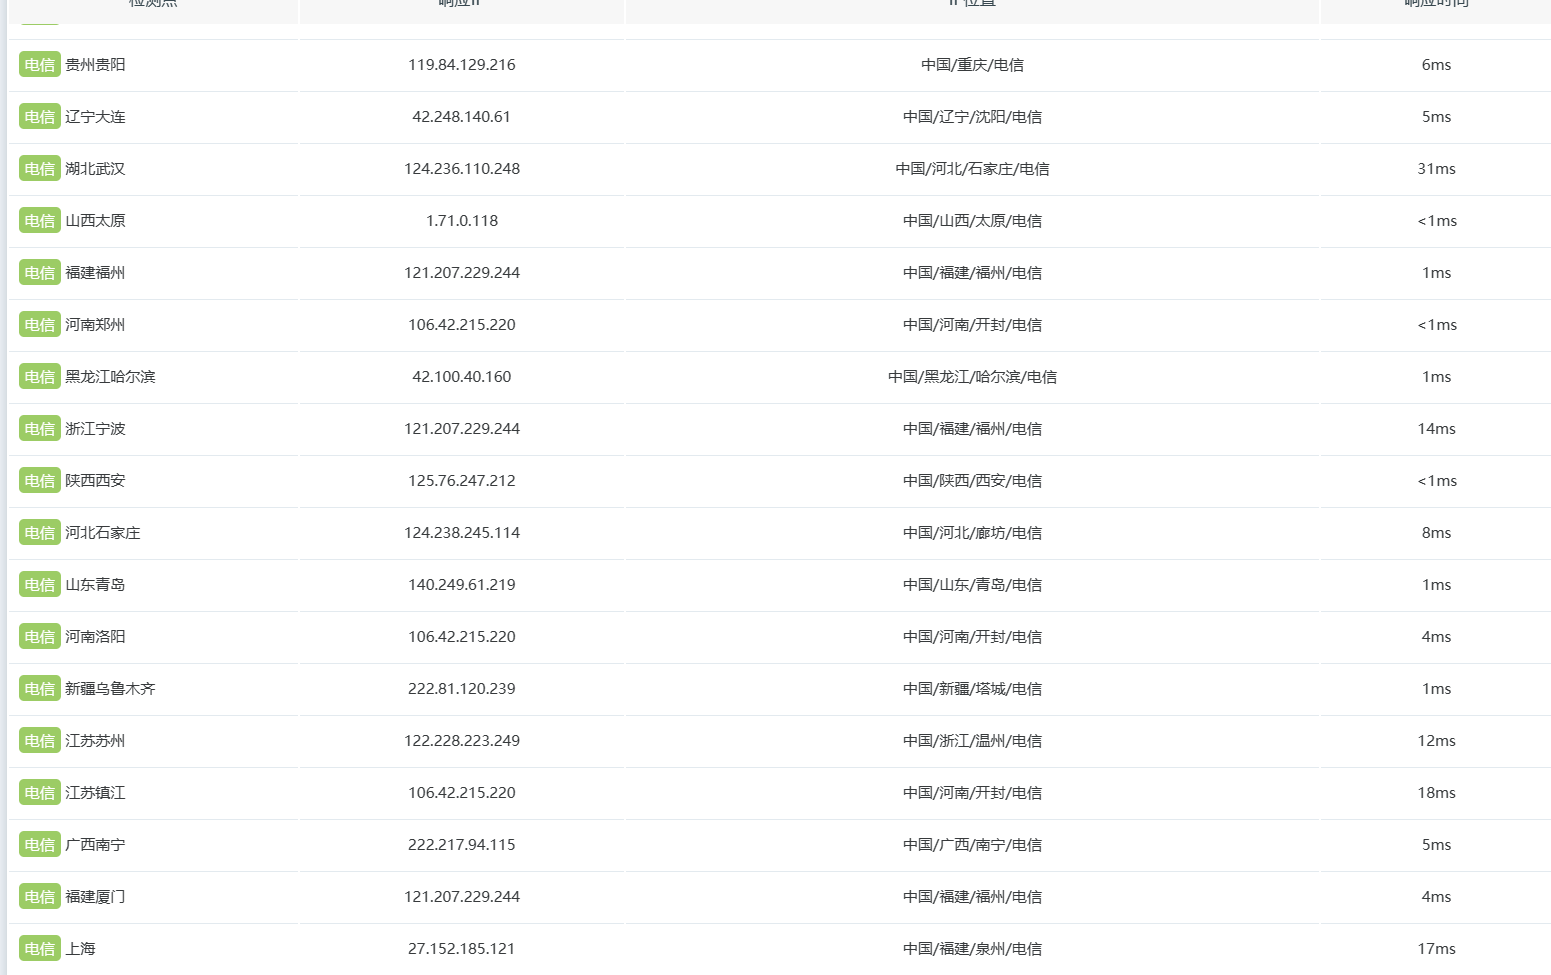 检测点 响应IP IP位置 响应时间
电信 贵州贵阳 119.84.129.216 中国/重庆/电信 6ms
电信 辽宁大连 42.248.140.61 中国/辽宁/沈阳/电信 5ms
电信 湖北武汉 124.236.110.248 中国/河北/石家庄/电信 31ms
电信 山西太原 1.71.0.118 中国/山西/太原/电信 <1ms
电信 福建福州 121.207.229.244 中国/福建/福州/电信 1ms
电信 河南郑州 106.42.215.220 中国/河南/开封/电信 <1ms
电信 黑龙江哈尔滨 42.100.40.160 中国/黑龙江/哈尔滨/电信 1ms
电信 浙江宁波 121.207.229.244 中国/福建/福州/电信 14ms
电信 陕西西安 125.76.247.212 中国/陕西/西安/电信 <1ms
电信 河北石家庄 124.238.245.114 中国/河北/廊坊/电信 8ms
电信 山东青岛 140.249.61.219 中国/山东/青岛/电信 1ms
电信 河南洛阳 106.42.215.220 中国/河南/开封/电信 4ms
电信 新疆乌鲁木齐 222.81.120.239 中国/新疆/塔城/电信 1ms
电信 江苏苏州 122.228.223.249 中国/浙江/温州/电信 12ms
电信 江苏镇江 106.42.215.220 中国/河南/开封/电信 18ms
电信 广西南宁 222.217.94.115 中国/广西/南宁/电信 5ms
电信 福建厦门 121.207.229.244 中国/福建/福州/电信 4ms
电信 上海 27.152.185.121 中国/福建/泉州/电信 17ms